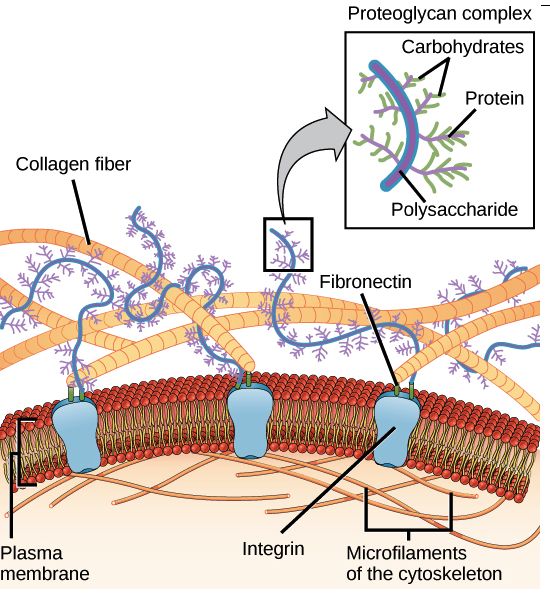 Proteoglycan complex
Carbohydrates
Protein
Polysaccharide
Collagen fiber
Fibronectin
Integrin
Plasma
membrane
Microfilaments
of the cytoskeleton